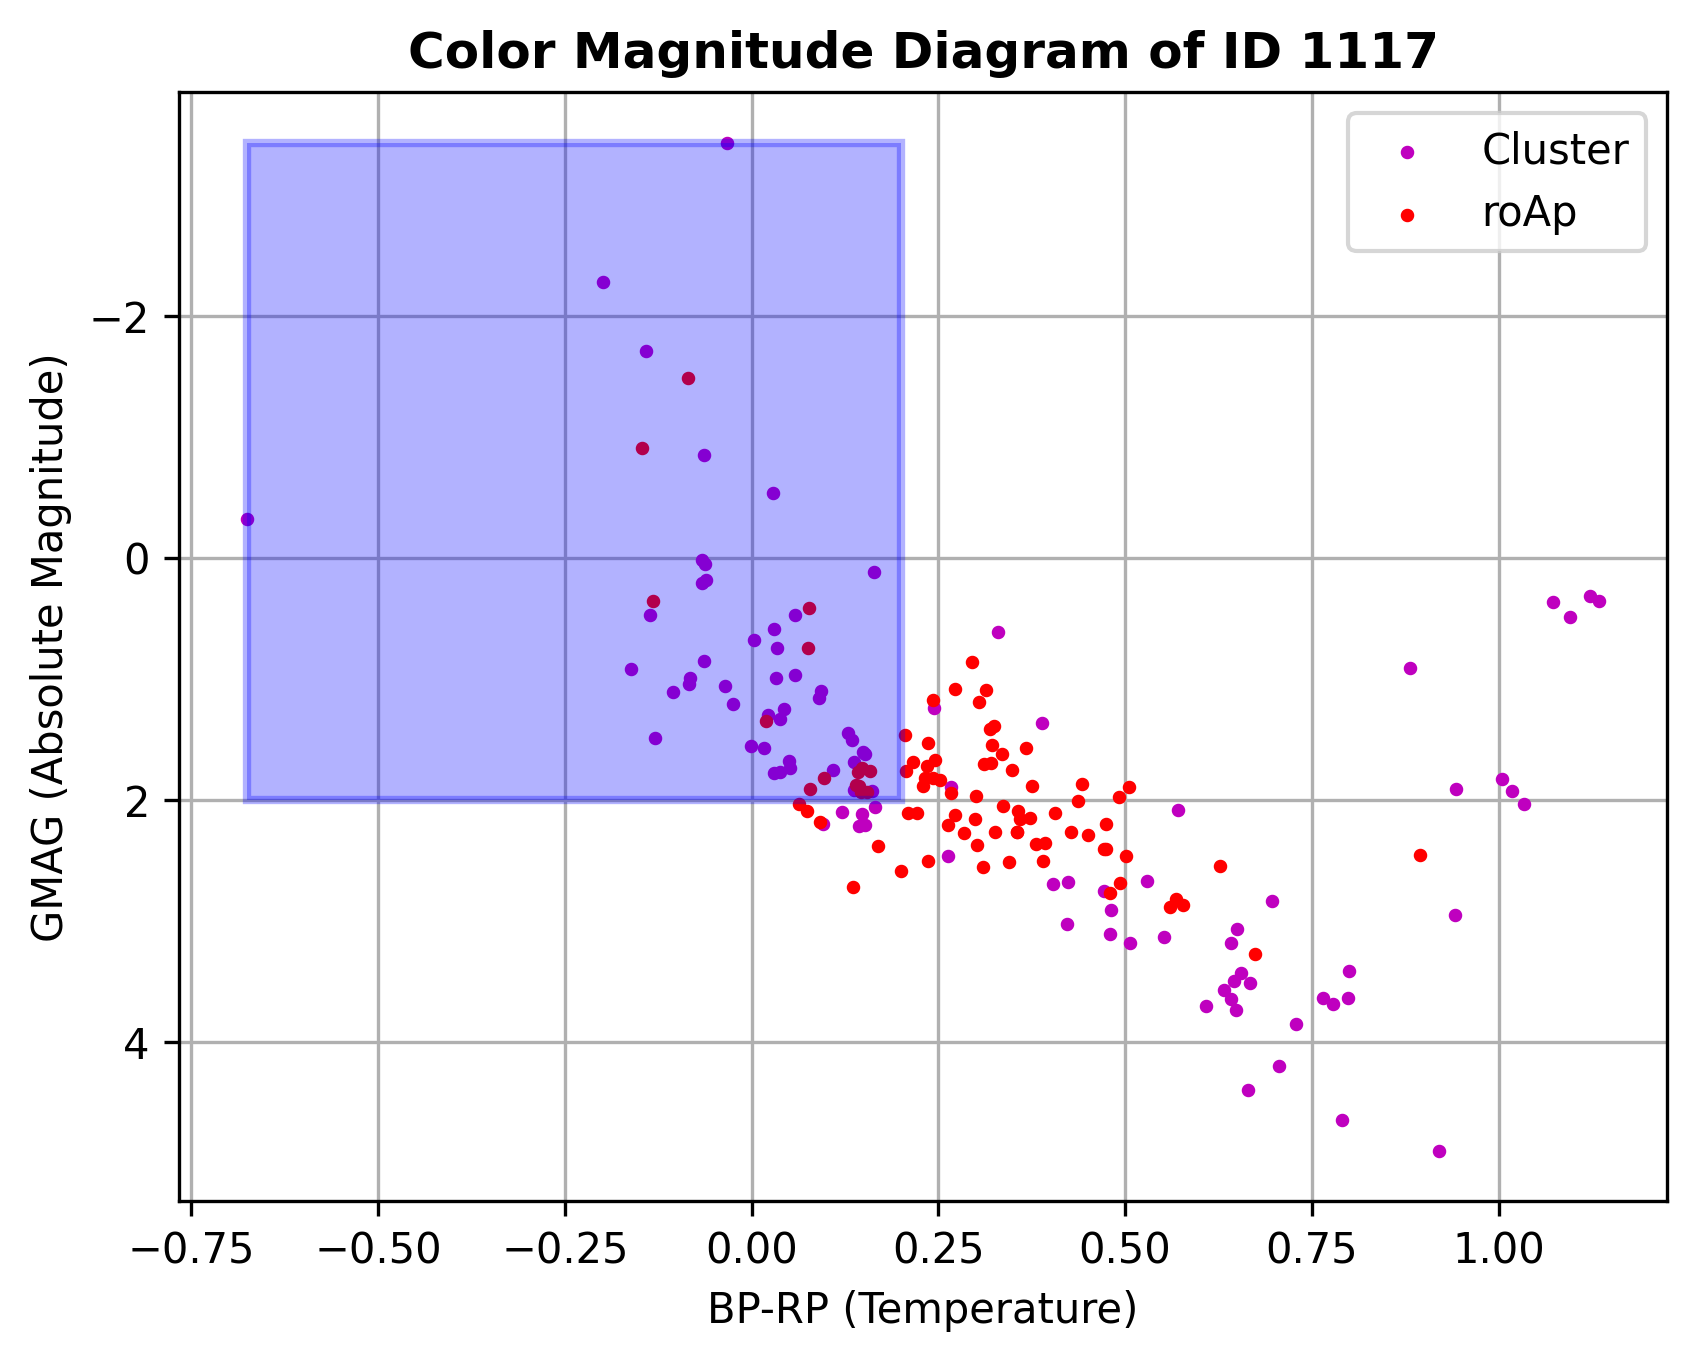 Color Magnitude Diagram of ID 1117
Cluster
roAp
GMAG (Absolute Magnitude)
−2
0
2
4
−0.75 −0.50 −0.25 0.00 0.25 0.50 0.75 1.00
BP-RP (Temperature)